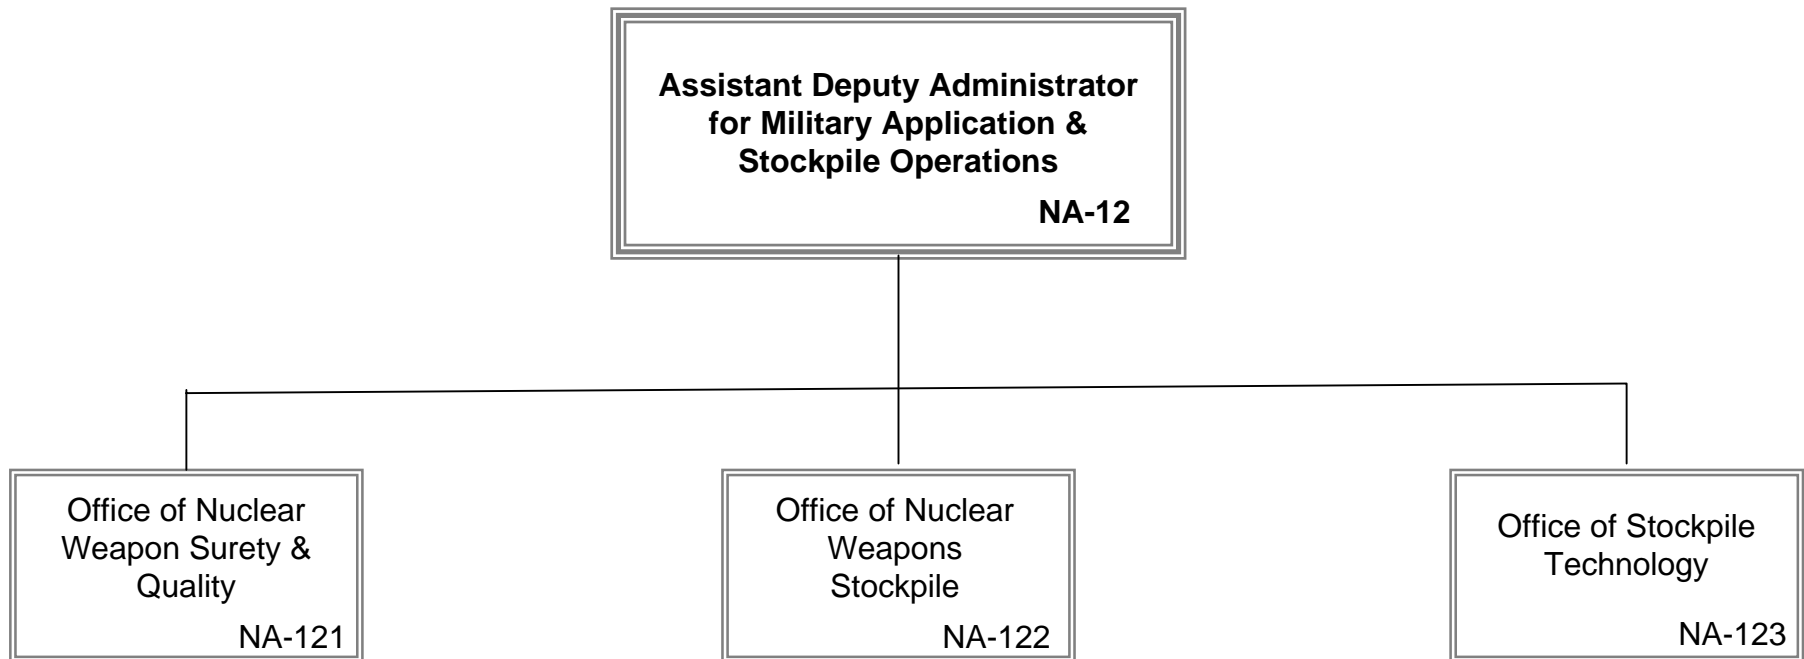 Assistant Deputy Administrator
for Military Application &
Stockpile Operations
NA-12
Office of Nuclear
Weapon Surety &
Quality
NA-121
Office of Nuclear
Weapons
Stockpile
NA-122
Office of Stockpile
Technology
NA-123